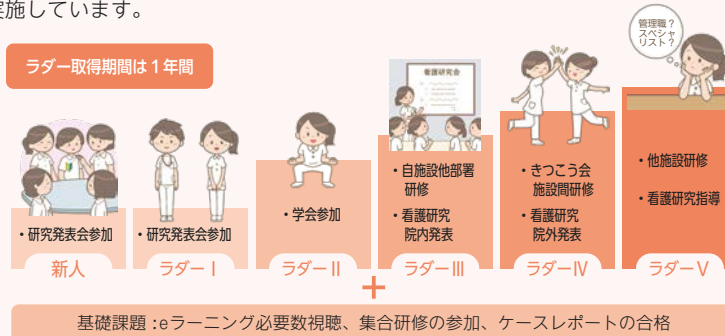 実施しています。
ラダー取得期間は1年間
管理職？
スペシャ
リスト？
看護研究会
・研究発表会参加
新人
・研究発表会参加
ラダーⅠ
・学会参加
ラダーⅡ
・自施設他部署
研修
・看護研究
院内発表
ラダーⅢ
・きつこう会
施設間研修
・看護研究
院外発表
ラダーⅣ
・他施設研修
・看護研究指導
ラダーⅤ
+
基礎課題：eラーニング必要数視聴、集合研修の参加、ケースレポートの合格